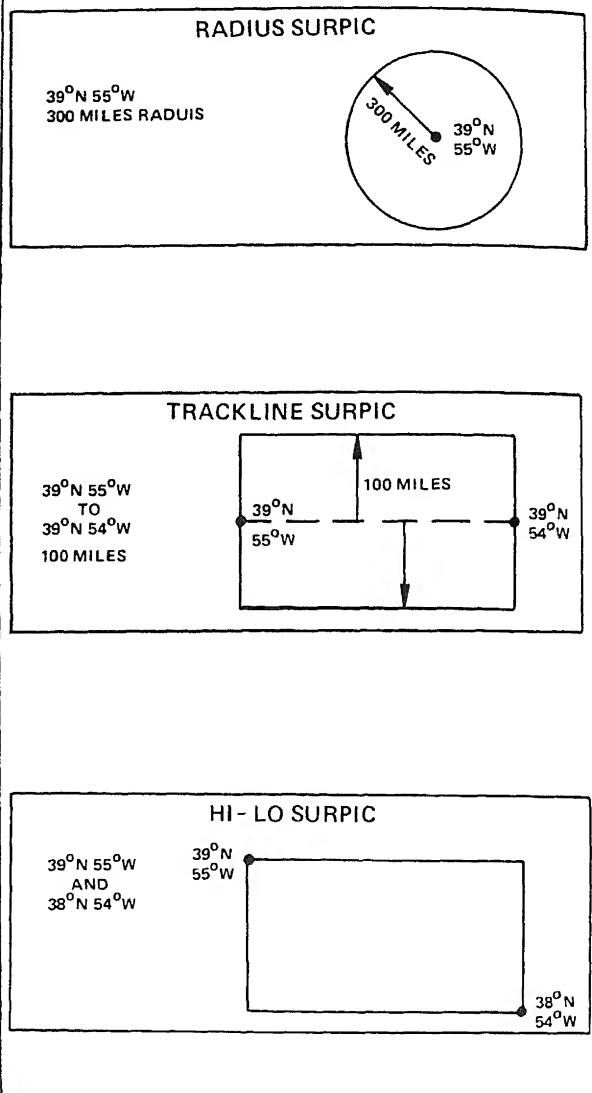 RADIUS SURPIC
39°N 55°W
300 MILES RADUIS
300 MILES
39°N
55°W
TRACKLINE SURPIC
39°N 55°W
TO
39°N 54°W
100 MILES
39°N
55°W
100 MILES
39°N
54°W
HI-LO SURPIC
39°N 55°W
AND
38°N 54°W
39°N
55°W
38°N
54°W